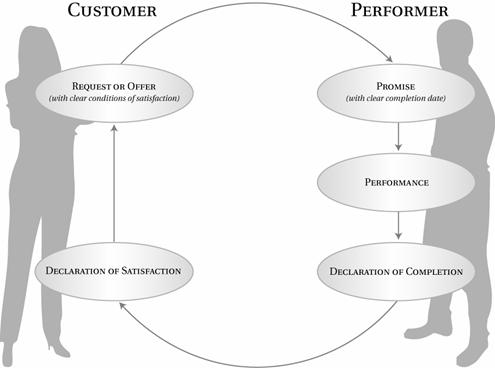 CUSTOMER
PERFORMER
REQUEST OR OFFER
(with clear conditions of satisfaction)
PROMISE
(with clear completion date)
PERFORMANCE
DECLARATION OF SATISFACTION
DECLARATION OF COMPLETION